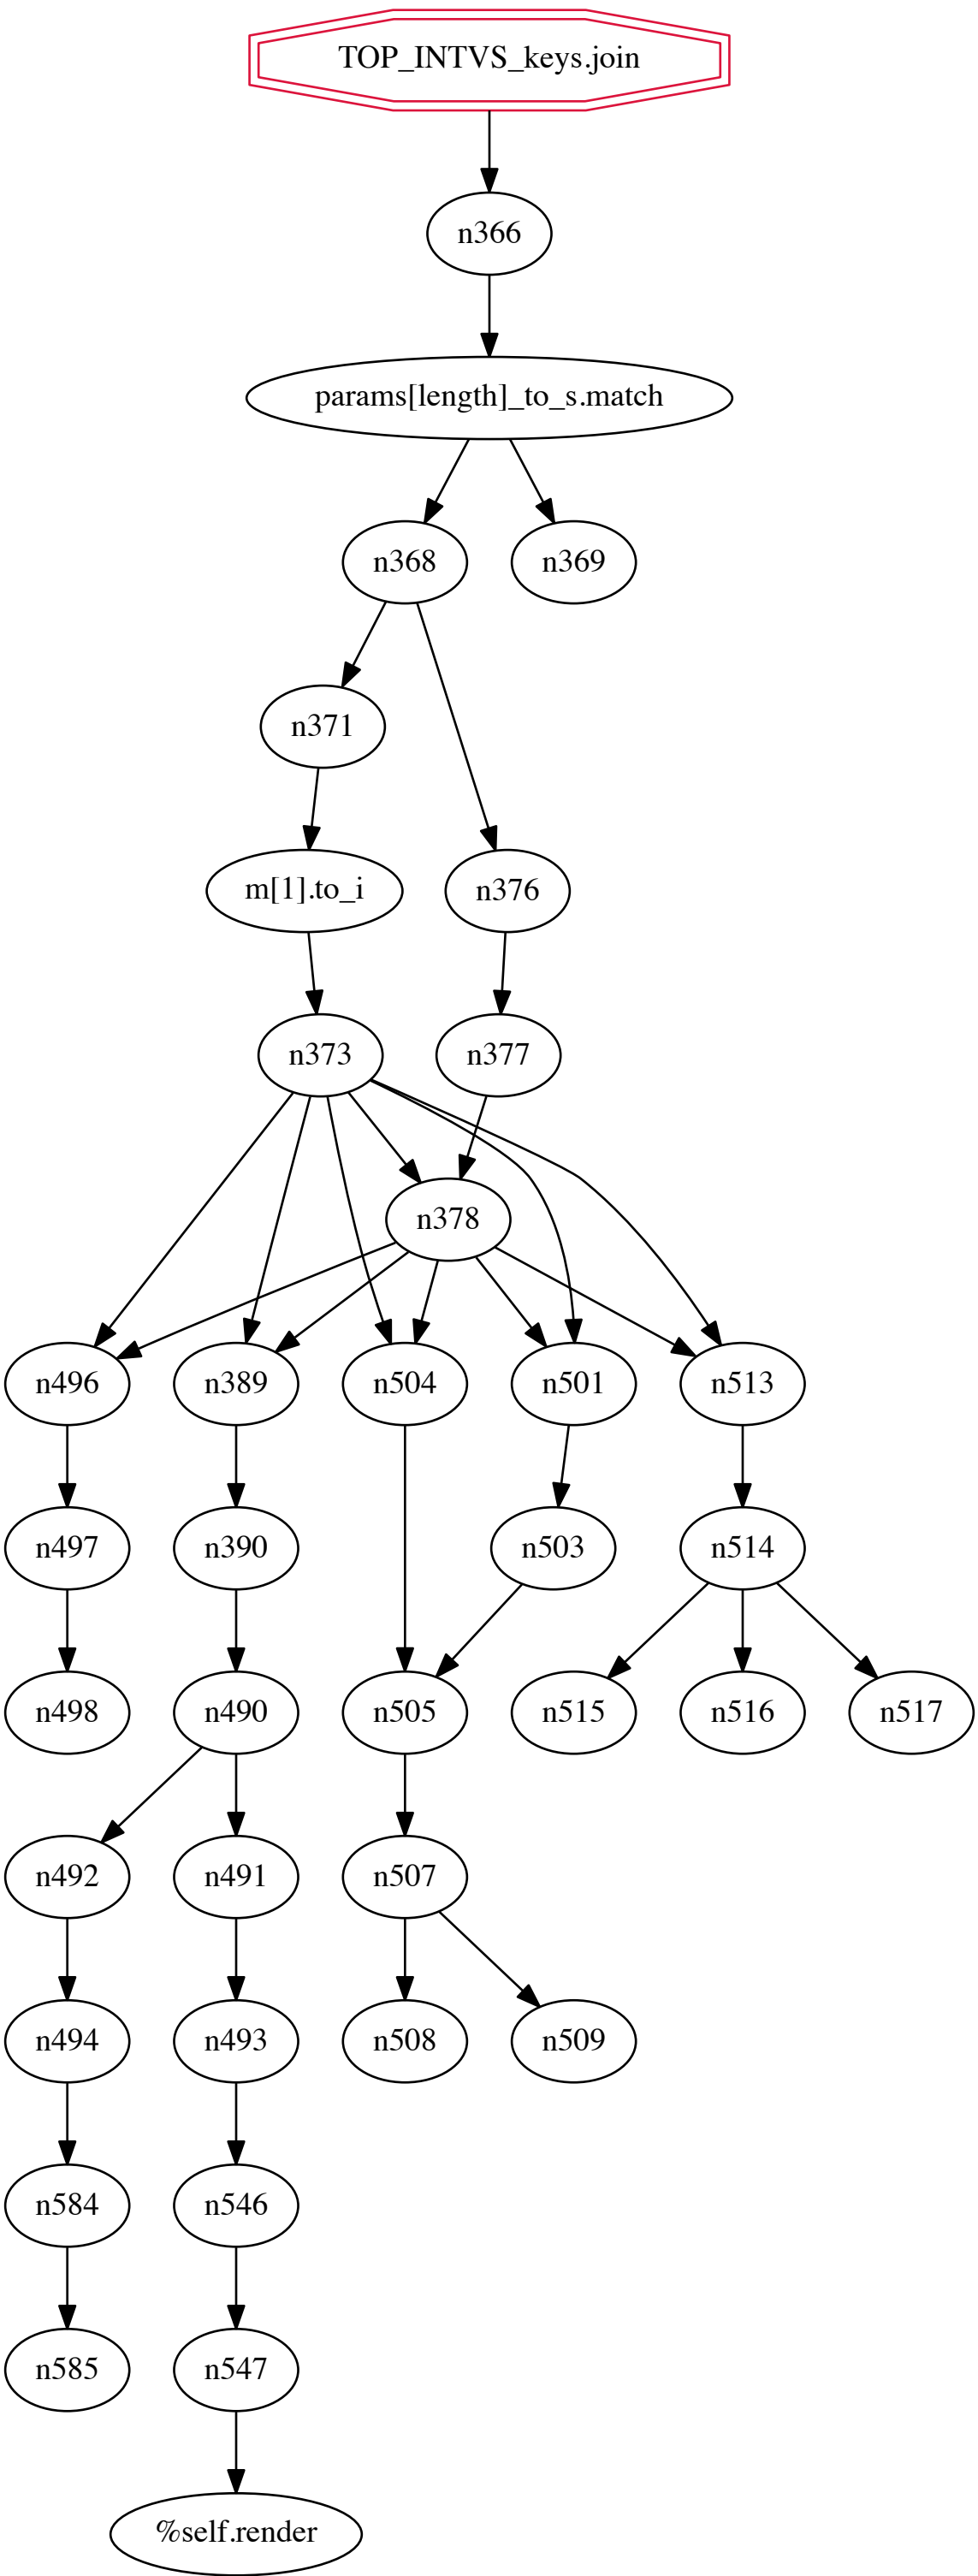 TOP_INTVS_keys.join
n366
params[length]_to_s.match
n368
n369
n371
m[1].to_i
n376
n373
n377
n378
n496
n389
n504
n501
n513
n497
n390
n503
n514
n498
n490
n505
n515
n516
n517
n492
n491
n507
n494
n493
n508
n509
n584
n546
n585
n547
%self.render